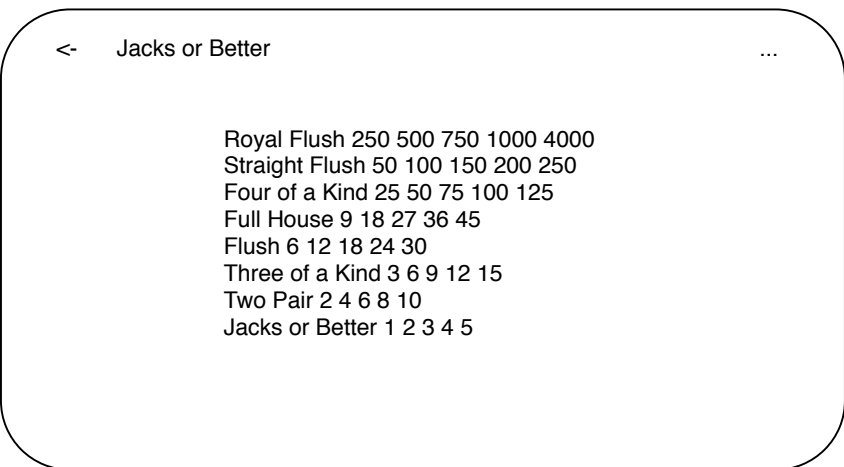 <- Jacks or Better ...
Royal Flush 250 500 750 1000 4000
Straight Flush 50 100 150 200 250
Four of a Kind 25 50 75 100 125
Full House 9 18 27 36 45
Flush 6 12 18 24 30
Three of a Kind 3 6 9 12 15
Two Pair 2 4 6 8 10
Jacks or Better 1 2 3 4 5